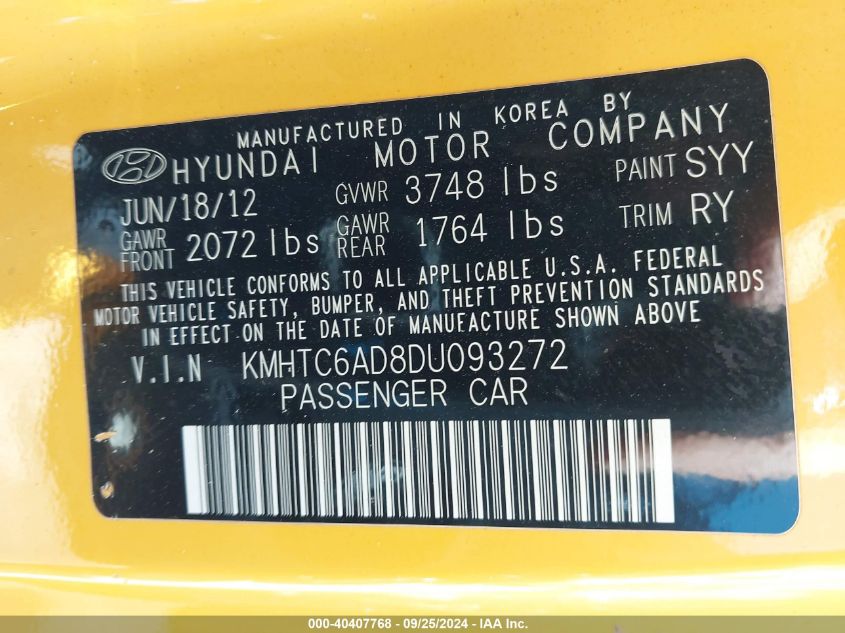 MANUFACTURED IN KOREA BY
HYUNDAI MOTOR COMPANY
JUN/18/12 GVWR 3748 lbs PAINT SYY
GAWR FRONT 2072 lbs GAWR REAR 1764 lbs TRIM RY
THIS VEHICLE CONFORMS TO ALL APPLICABLE U.S.A. FEDERAL
MOTOR VEHICLE SAFETY, BUMPER, AND THEFT PREVENTION STANDARDS
IN EFFECT ON THE DATE OF MANUFACTURE SHOWN ABOVE
V.I.N KMHTC6AD8DU093272
PASSENGER CAR
000-40407768 - 09/25/2024 - IAA Inc.